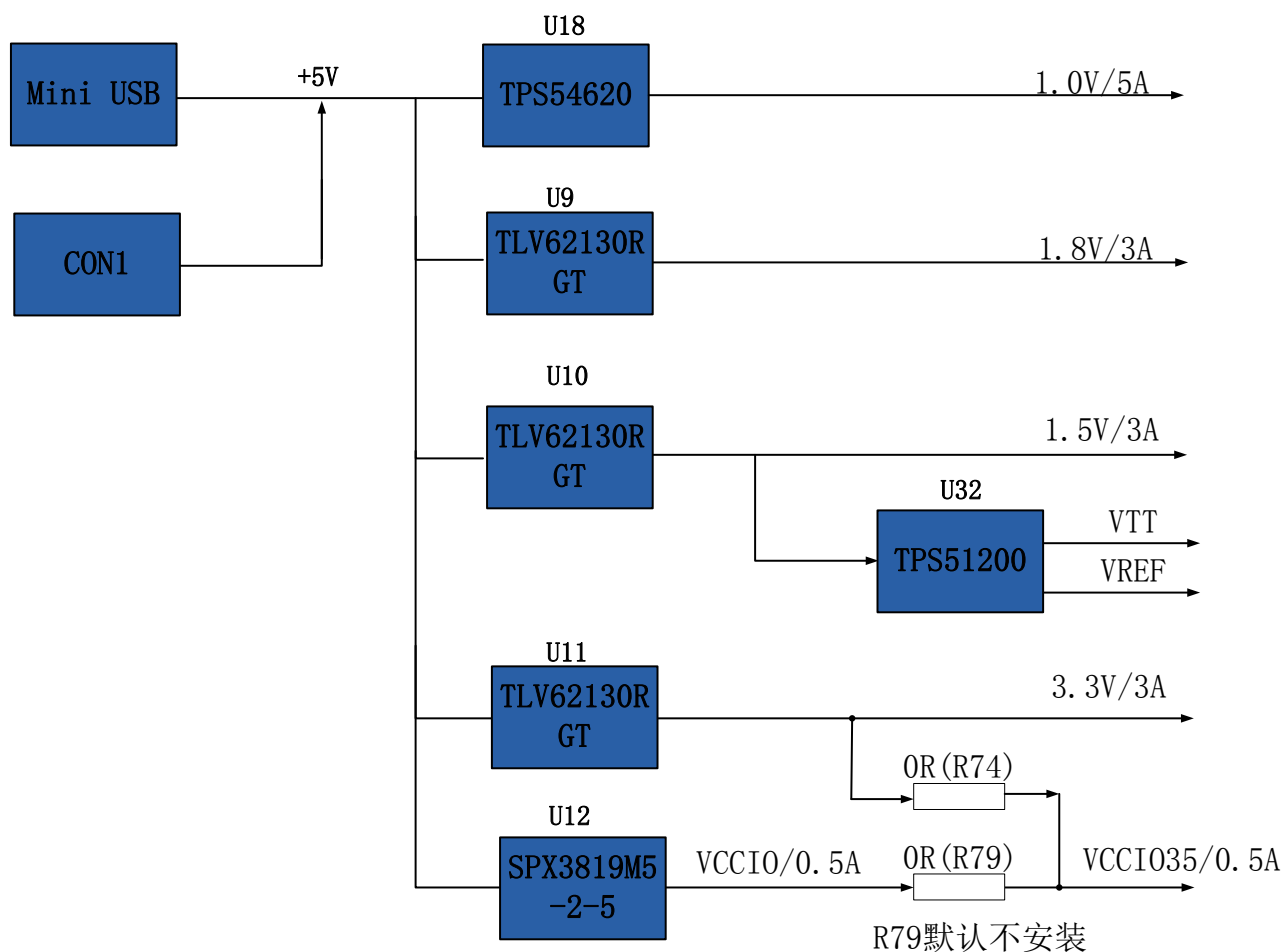 U18
Mini USB
+5V
TPS54620
1.0V/5A
U9
CON1
TLV62130R
GT
1.8V/3A
U10
TLV62130R
GT
1.5V/3A
U32
TPS51200
VTT
VREF
U11
TLV62130R
GT
3.3V/3A
0R(R74)
U12
SPX3819M5
-2-5
VCCIO/0.5A
0R(R79)
VCCIO35/0.5A
R79默认不安装